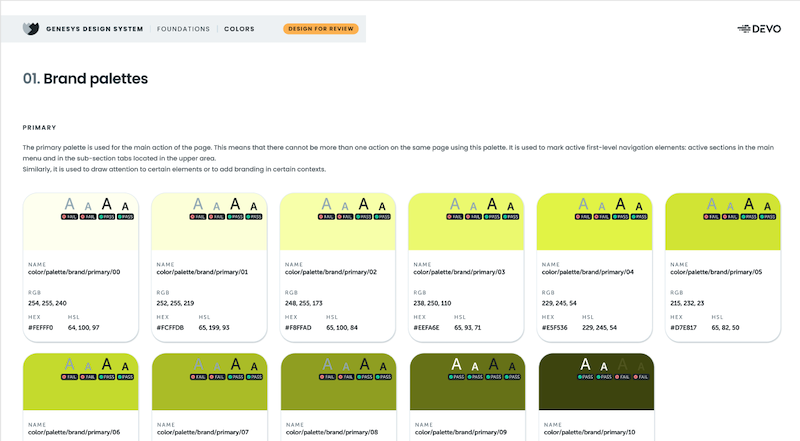 GENESYS DESIGN SYSTEM | FOUNDATIONS | COLORS DESIGN FOR REVIEW DEVO
01. Brand palettes
PRIMARY
The primary palette is used for the main action of the page. This means that there cannot be more than one action on the same page using this palette. It is used to mark active first-level navigation elements: active sections in the main
menu and in the sub-section tabs located in the upper area.
Similarly, it is used to draw attention to certain elements or to add branding in certain contexts.
A A A A A A A A A A A A A A A A A A A A A A A A
FAIL FAIL PASS PASS FAIL FAIL PASS PASS FAIL FAIL PASS PASS FAIL FAIL PASS PASS FAIL FAIL PASS PASS FAIL FAIL PASS PASS
NAME NAME NAME NAME NAME NAME
color/palette/brand/primary/00 color/palette/brand/primary/01 color/palette/brand/primary/02 color/palette/brand/primary/03 color/palette/brand/primary/04 color/palette/brand/primary/05
RGB RGB RGB RGB RGB RGB
254, 255, 240 252, 255, 219 248, 255, 173 238, 250, 110 229, 245, 54 215, 232, 23
HEX HSL HEX HSL HEX HSL HEX HSL HEX HSL HEX HSL
#FEFFF0 64, 100, 97 #FCFFDB 65, 199, 93 #F8FFAD 65, 100, 84 #EEFA6E 65, 93, 71 #E5F536 229, 245, 54 #D7E817 65, 82, 50
A A A A A A A A A A A A A A A A A A A A
FAIL FAIL PASS PASS FAIL FAIL PASS PASS FAIL PASS PASS PASS PASS PASS PASS PASS PASS FAIL FAIL
NAME NAME NAME NAME NAME
color/palette/brand/primary/06 color/palette/brand/primary/07 color/palette/brand/primary/08 color/palette/brand/primary/09 color/palette/brand/primary/10